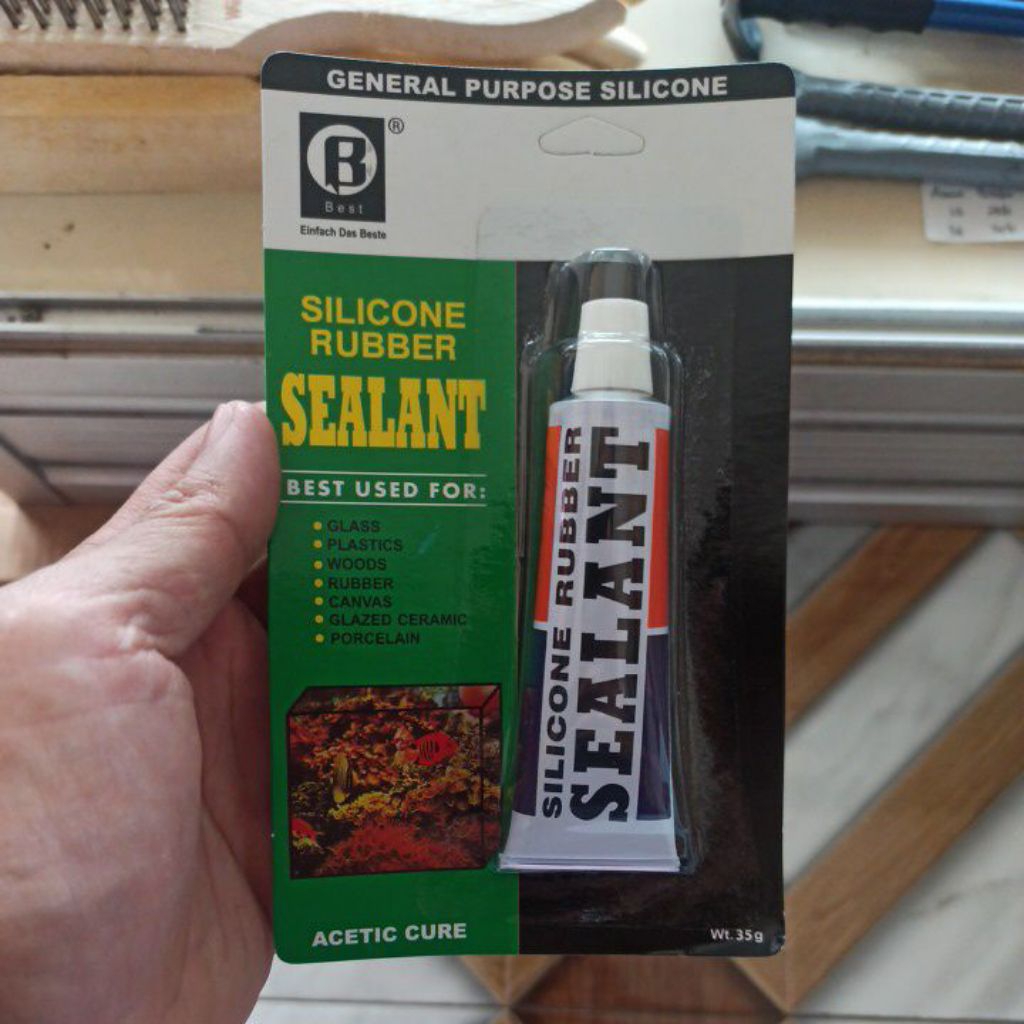 GENERAL PURPOSE SILICONE
B
®
Best
Einfach Das Beste
SILICONE
RUBBER
SEALANT
BEST USED FOR:
GLASS
PLASTICS
WOODS
RUBBER
CANVAS
GLAZED CERAMIC
PORCELAIN
SILICONE RUBBER
SEALANT
ACETIC CURE
Wt. 35g